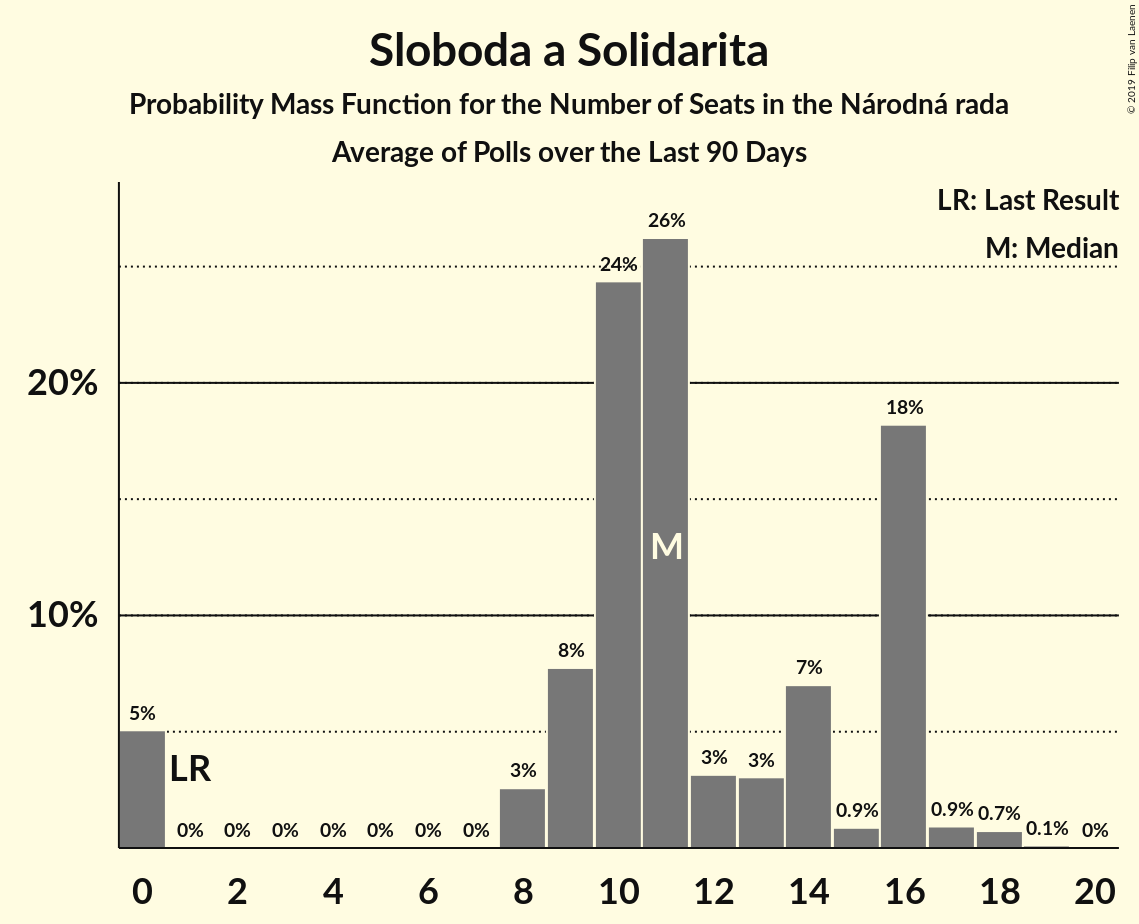 Sloboda a Solidarita
Probability Mass Function for the Number of Seats in the Národná rada
Average of Polls over the Last 90 Days
© 2019 Filip van Laenen
LR: Last Result
M: Median
26%
24%
20%
18%
M
10%
8%
7%
5%
LR
3%
3%
3%
0% 0% 0% 0% 0% 0% 0%
0.9%
0.9%
0.7%
0.1%
0%
0 2 4 6 8 10 12 14 16 18 20